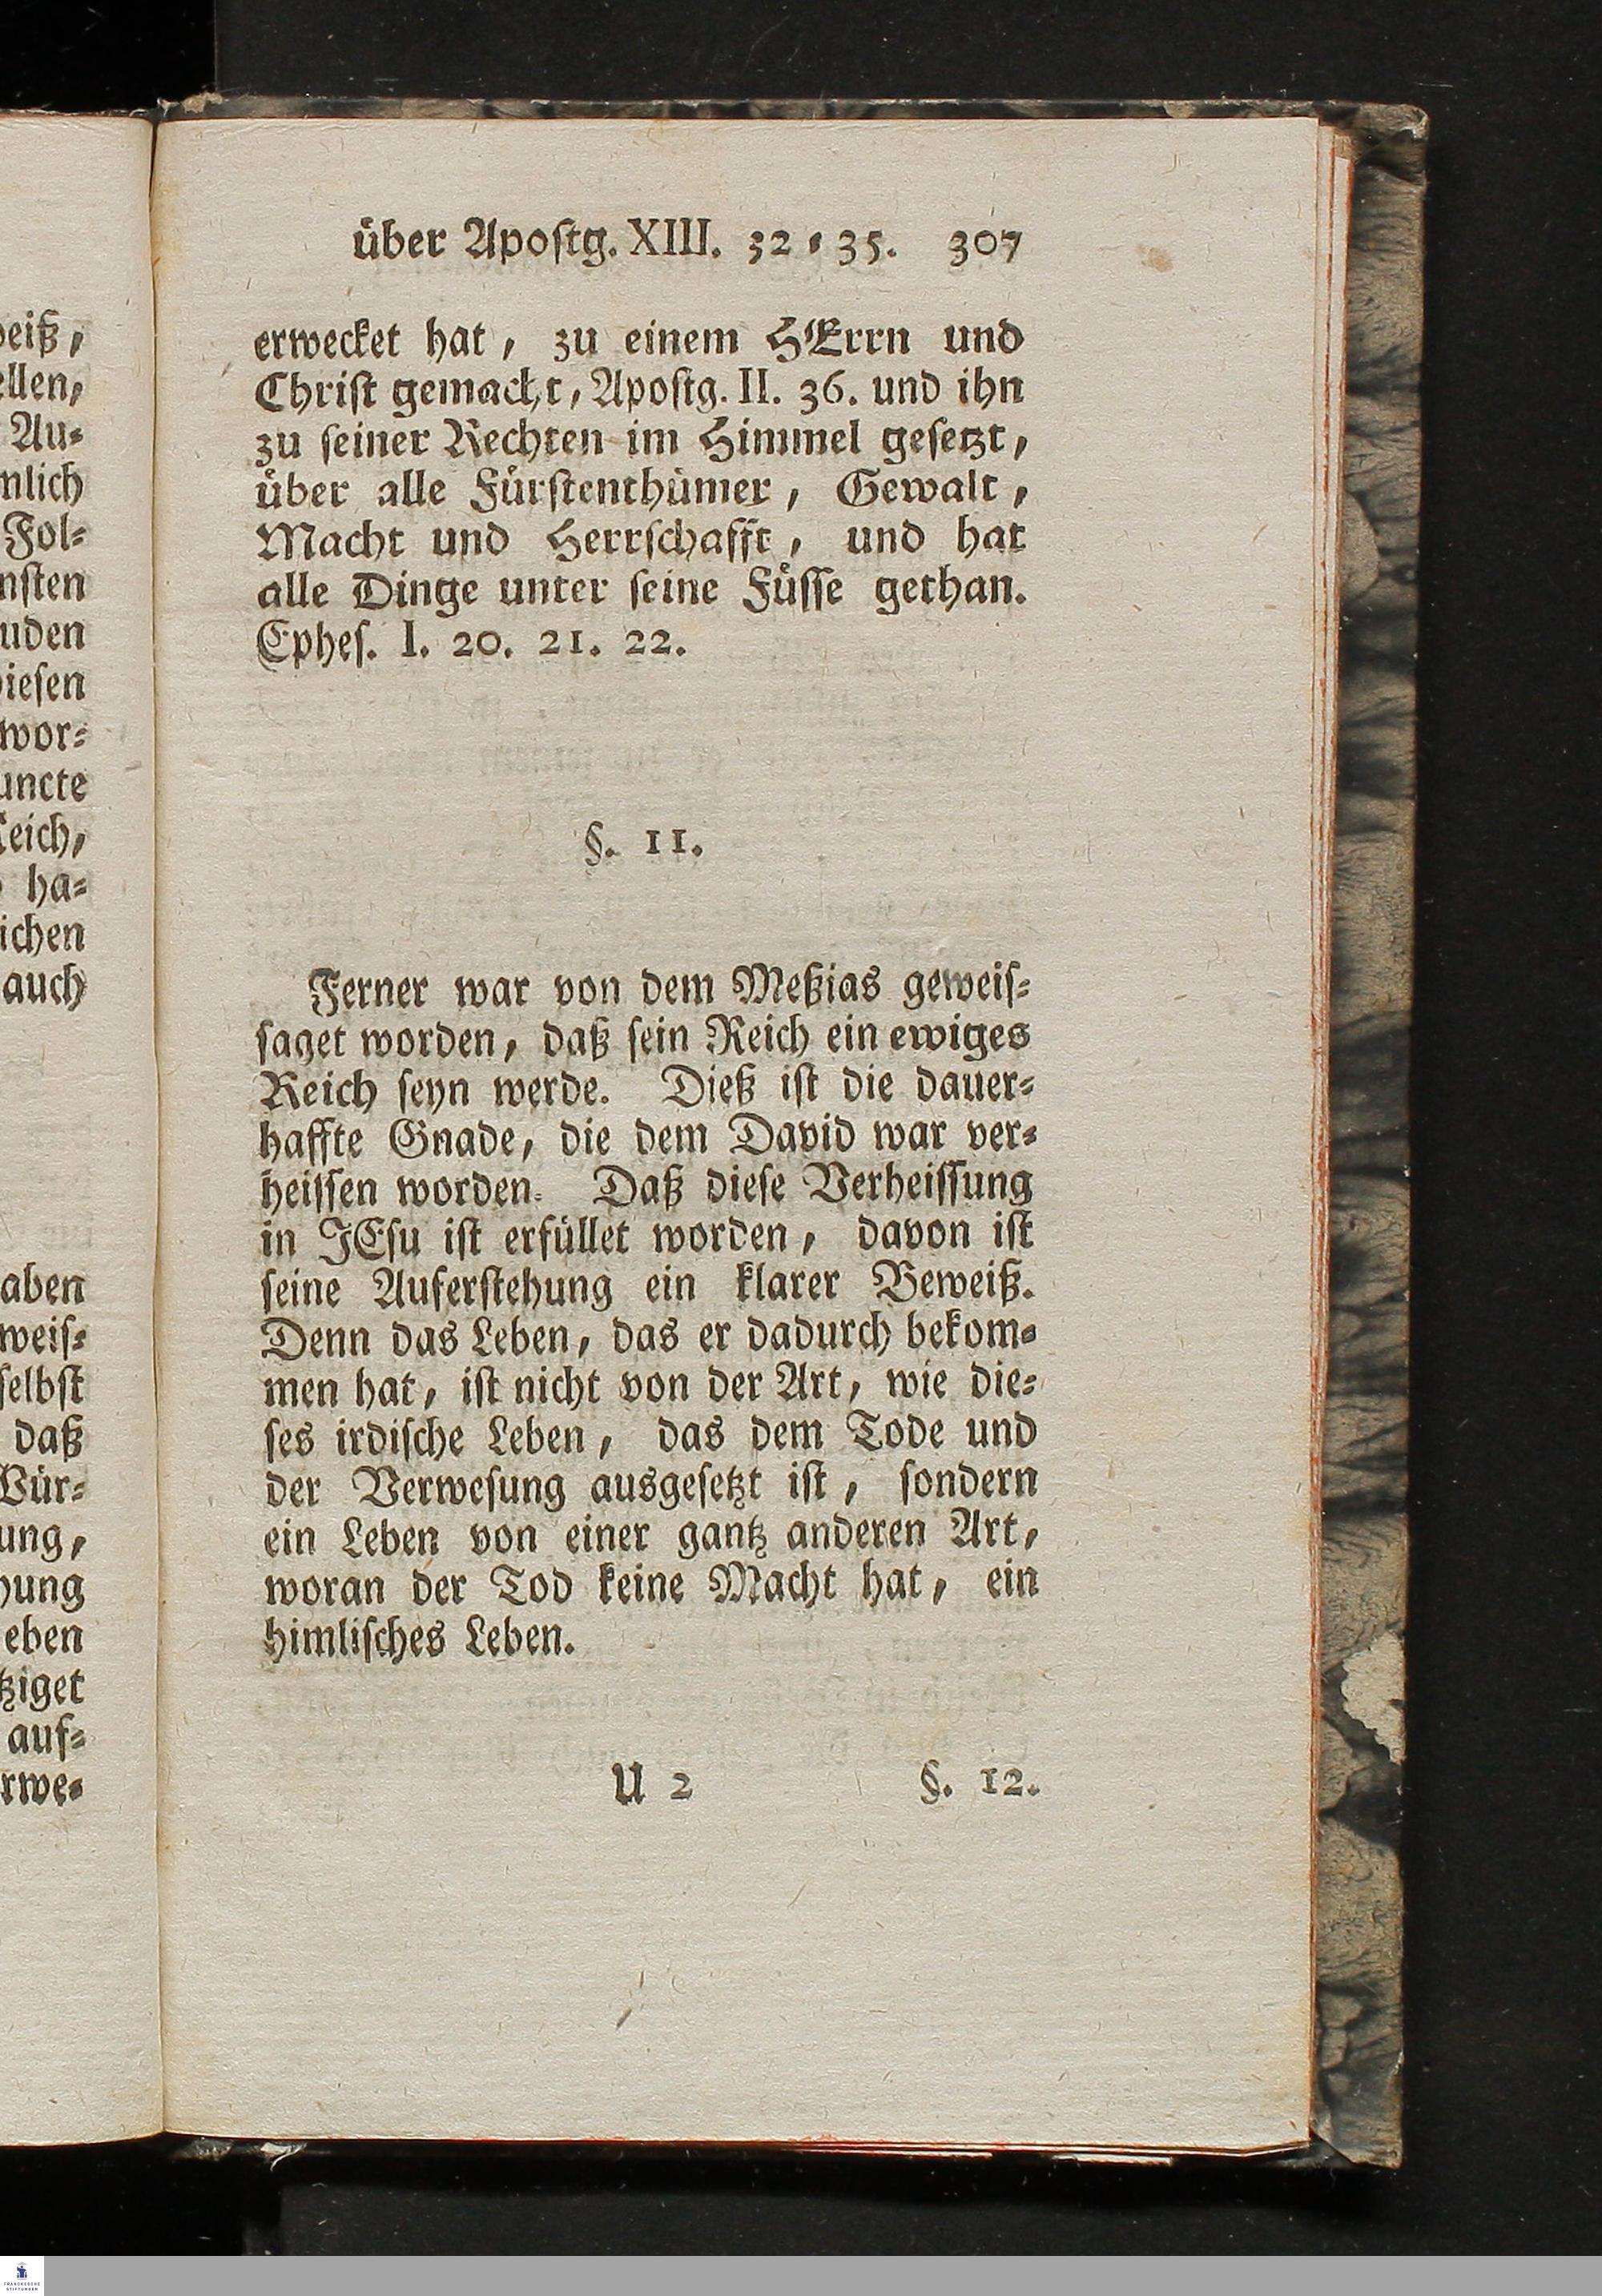 über Apostg. XIII. 32 = 35. 307
erwecket hat, zu einem HErrn und
Christ gemacht, Apostg. II. 36. und ihn
zu seiner Rechten im Himmel gesetzt,
über alle Fürstenthümer, Gewalt,
Macht und Herrschafft, und hat
alle Dinge unter seine Füsse gethan.
Ephes. I. 20. 21. 22.
§. 11.
Ferner war von dem Meßias geweis=
saget worden, daß sein Reich ein ewiges
Reich seyn werde. Dieß ist die dauer=
haffte Gnade, die dem David war ver=
heissen worden. Daß diese Verheissung
in JEsu ist erfüllet worden, davon ist
seine Auferstehung ein klarer Beweiß.
Denn das Leben, das er dadurch bekom=
men hat, ist nicht von der Art, wie die=
ses irdische Leben, das dem Tode und
der Verwesung ausgesetzt ist, sondern
ein Leben von einer gantz anderen Art,
woran der Tod keine Macht hat, ein
himlisches Leben.
U 2 §. 12.
FRANCKESCHE
STIFTUNGEN